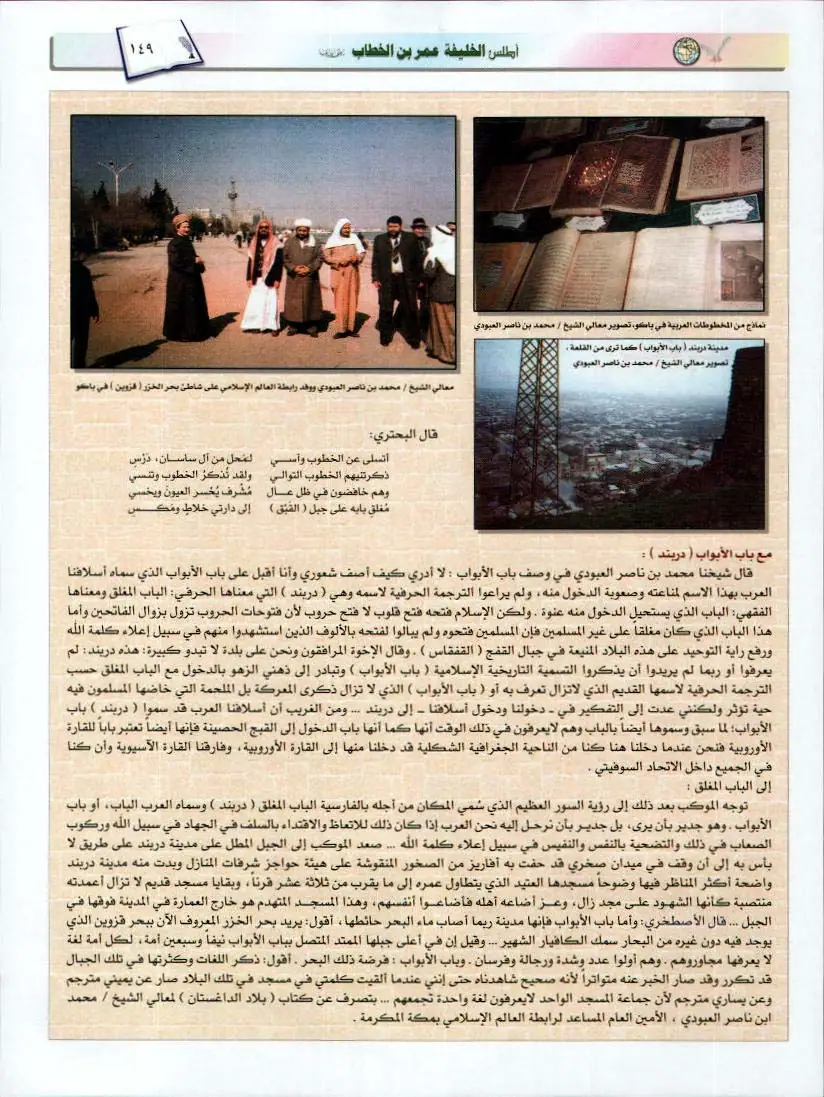 ١٤٩
أطلس الخليفة عمر بن الخطاب
نماذج من المخطوطات العربية في باكو، تصوير معالي الشيخ / محمد بن ناصر العبودي
مدينة دربند ( باب الأبواب ) كما ترى من القلعة ،
تصوير معالي الشيخ / محمد بن ناصر العبودي
معالي الشيخ / محمد بن ناصر العبودي ووفد رابطة العالم الإسلامي على شاطئ بحر الخزر ( قزوين ) في باكو
قال البحتري:
أتسلى عن الخطوب وآسـي لمَحلّ من آل ساسـان، دَرْسِ
ذكرتنيهم الخطوب التوالـي ولقد تُذكرُ الخطوب وتنسي
وهم خافضون في ظل عـال مُشْرف يُحْسر العيونَ ويخسي
مُغلقٍ بابه على جبل ( القَبْق ) إلى دارتي خلاطٍ ومَكـس
مع باب الأبواب ( دربند ) :
قال شيخنا محمد بن ناصر العبودي في وصف باب الأبواب : لا أدري كيف أصف شعوري وأنا أقبل على باب الأبواب الذي سماه أسلافنا
العرب بهذا الاسم لمناعته وصعوبة الدخول منه، ولم يراعوا الترجمة الحرفية لاسمه وهي ( دربند ) التي معناها الحرفي: الباب المغلق ومعناها
الفقهي: الباب الذي يستحيل الدخول منه عنوة . ولكن الإسلام فتحه فتح قلوب لا فتح حروب لأن فتوحات الحروب تزول بزوال الفاتحين وأما
هذا الباب الذي كان مغلقا على غير المسلمين فإن المسلمين فتحوه ولم يبالوا لفتحه بالألوف الذين استشهدوا منهم في سبيل إعلاء كلمة الله
ورفع راية التوحيد على هذه البلاد المنيعة في جبال القفج ( القفقاس ) . وقال الإخوة المرافقون ونحن على بلدة لا تبدو كبيرة: هذه دربند: لم
يعرفوا أو ربما لم يريدوا أن يذكروا التسمية التاريخية الإسلامية ( باب الأبواب ) وتبادر إلى ذهني الزهو بالدخول مع الباب المغلق حسب
الترجمة الحرفية لاسمها القديم الذي لاتزال تعرف به أو ( باب الأبواب ) الذي لا تزال ذكرى المعركة بل الملحمة التي خاضها المسلمون فيه
حية تؤثر ولكنني عدت إلى التفكير في ـ دخولنا ودخول أسلافنا ـ إلى دربند ... ومن الغريب أن أسلافنا العرب قد سموا ( دربند ) باب
الأبواب؛ لما سبق وسموها أيضاً بالباب وهم لايعرفون في ذلك الوقت أنها كما أنها باب الدخول إلى القبج الحصينة فإنها أيضاً تعتبر باباً للقارة
الأوروبية فنحن عندما دخلنا هنا كنا من الناحية الجغرافية الشكلية قد دخلنا منها إلى القارة الأوروبية، وفارقنا القارة الآسيوية وأن كنا
في الجميع داخل الاتحاد السوفيتي .
إلى الباب المغلق :
توجه الموكب بعد ذلك إلى رؤية السور العظيم الذي سُمي المكان من أجله بالفارسية الباب المغلق ( دربند ) وسماه العرب الباب، أو باب
الأبواب . وهو جدير بأن يرى، بل جدير بأن نرحل إليه نحن العرب إذا كان ذلك للاتعاظ والاقتداء بالسلف في الجهاد في سبيل الله وركوب
الصعاب في ذلك والتضحية بالنفس والنفيس في سبيل إعلاء كلمة الله ... صعد الموكب إلى الجبل المطل على مدينة دربند على طريق لا
بأس به إلى أن وقف في ميدان صخري قد حفت به أفاريز من الصخور المنقوشة على هيئة حواجز شرفات المنازل وبدت منه مدينة دربند
واضحة أكثر المناظر فيها وضوحاً مسجدها العتيد الذي يتطاول عمره إلى ما يقرب من ثلاثة عشر قرناً، وبقايا مسجد قديم لا تزال أعمدته
منتصبة كأنها الشهود على مجد زال، وعـز أضاعه أهله فأضاعـوا أنفسهم، وهذا المسجد المتهدم هو خارج العمارة في المدينة فوقها في
الجبل ... قال الأصطخري: وأما باب الأبواب فإنها مدينة ربما أصاب ماء البحر حائطها، أقول: يريد بحر الخزر المعروف الآن ببحر قزوين الذي
يوجد فيه دون غيره من البحار سمك الكافيار الشهير ... وقيل إن في أعلى جبلها الممتد المتصل بباب الأبواب نيفاً وسبعين أمة، لكل أمة لغة
لا يعرفها مجاوروهم . وهم أولوا عدد وشدة ورجالة وفرسان . وباب الأبواب : فرضة ذلك البحر . أقول: ذكر اللغات وكثرتها في تلك الجبال
قد تكرر وقد صار الخبر عنه متواتراً لأنه صحيح شاهدناه حتى إنني عندما ألقيت كلمتي في مسجد في تلك البلاد صار عن يميني مترجم
وعن يساري مترجم لأن جماعة المسجد الواحد لايعرفون لغة واحدة تجمعهم ... بتصرف عن كتاب ( بلاد الداغستان ) لمعالي الشيخ / محمد
ابن ناصر العبودي ، الأمين العام المساعد لرابطة العالم الإسلامي بمكة المكرمة .